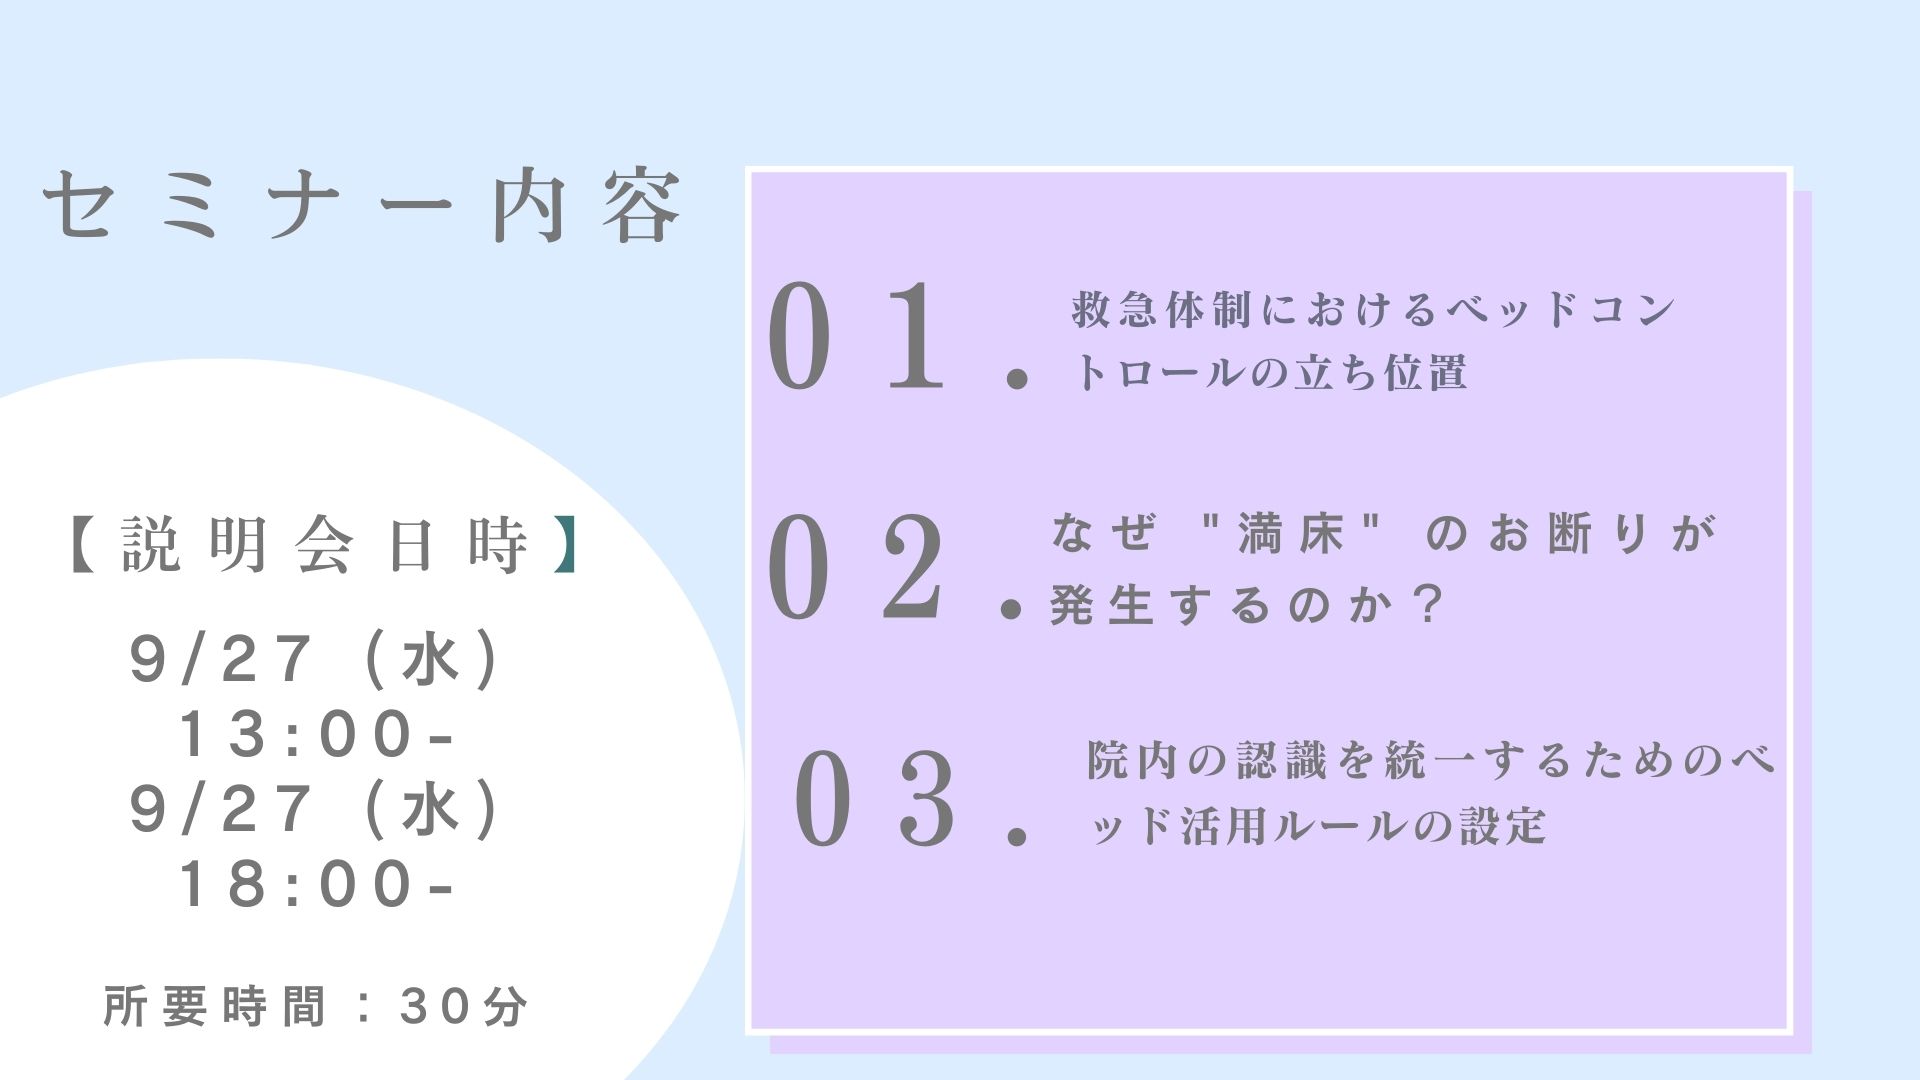 セミナー内容
【説明会日時】
9/27 (水)
13:00-
9/27 (水)
18:00-
所要時間：30分
01.
救急体制におけるベッドコン
トロールの立ち位置
02.
なぜ "満床" のお断りが
発生するのか？
03.
院内の認識を統一するためのベ
ッド活用ルールの設定